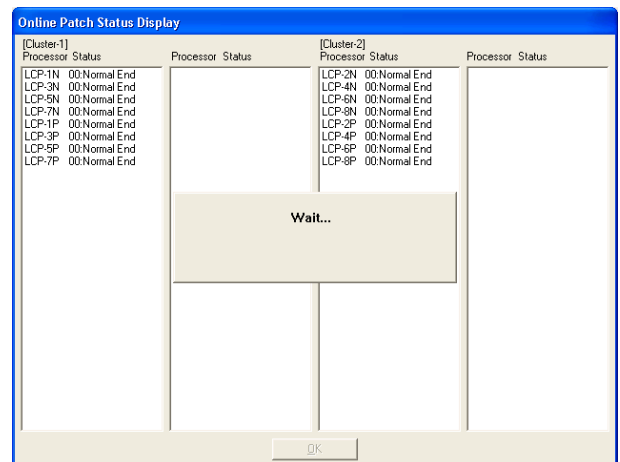 Online Patch Status Display
[Cluster-1]
Processor Status
Processor Status
[Cluster-2]
Processor Status
Processor Status
LCP-1N 00:Normal End
LCP-3N 00:Normal End
LCP-5N 00:Normal End
LCP-7N 00:Normal End
LCP-1P 00:Normal End
LCP-3P 00:Normal End
LCP-5P 00:Normal End
LCP-7P 00:Normal End
LCP-2N 00:Normal End
LCP-4N 00:Normal End
LCP-6N 00:Normal End
LCP-8N 00:Normal End
LCP-2P 00:Normal End
LCP-4P 00:Normal End
LCP-6P 00:Normal End
LCP-8P 00:Normal End
Wait...
OK